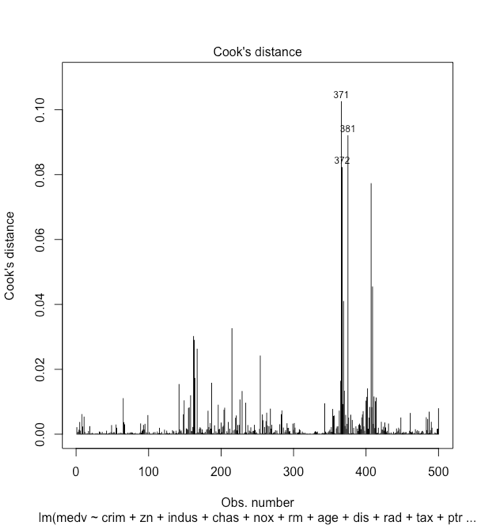 Cook's distance
371
381
372
Cook's distance
0.00 0.02 0.04 0.06 0.08 0.10
0 100 200 300 400 500
Obs. number
lm(medv ~ crim + zn + indus + chas + nox + rm + age + dis + rad + tax + ptr ...